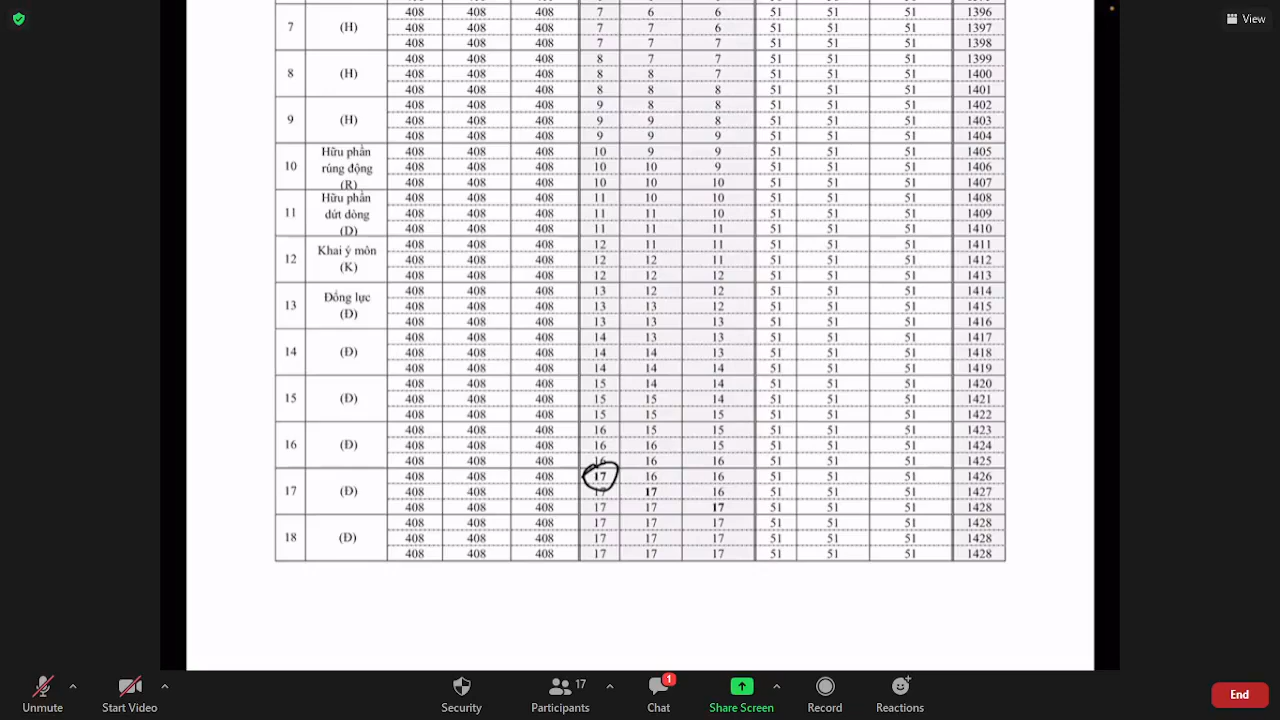 View
408 408 408 7 6 6 51 51 51 1396
7 (H) 408 408 408 7 7 6 51 51 51 1397
408 408 408 7 7 7 51 51 51 1398
408 408 408 8 7 7 51 51 51 1399
8 (H) 408 408 408 8 8 7 51 51 51 1400
408 408 408 8 8 8 51 51 51 1401
408 408 408 9 8 8 51 51 51 1402
9 (H) 408 408 408 9 9 8 51 51 51 1403
408 408 408 9 9 9 51 51 51 1404
Hữu phần 408 408 408 10 9 9 51 51 51 1405
10 rúng động 408 408 408 10 10 9 51 51 51 1406
(R) 408 408 408 10 10 10 51 51 51 1407
Hữu phần 408 408 408 11 10 10 51 51 51 1408
11 dứt dòng 408 408 408 11 11 10 51 51 51 1409
(D) 408 408 408 11 11 11 51 51 51 1410
Khai ý môn 408 408 408 12 11 11 51 51 51 1411
12 (K) 408 408 408 12 12 11 51 51 51 1412
408 408 408 12 12 12 51 51 51 1413
Đổng lực 408 408 408 13 12 12 51 51 51 1414
13 (Đ) 408 408 408 13 13 12 51 51 51 1415
408 408 408 13 13 13 51 51 51 1416
408 408 408 14 13 13 51 51 51 1417
14 (Đ) 408 408 408 14 14 13 51 51 51 1418
408 408 408 14 14 14 51 51 51 1419
408 408 408 15 14 14 51 51 51 1420
15 (Đ) 408 408 408 15 15 14 51 51 51 1421
408 408 408 15 15 15 51 51 51 1422
408 408 408 16 15 15 51 51 51 1423
16 (Đ) 408 408 408 16 16 15 51 51 51 1424
408 408 408 16 16 16 51 51 51 1425
408 408 408 17 16 16 51 51 51 1426
17 (Đ) 408 408 408 17 17 16 51 51 51 1427
408 408 408 17 17 17 51 51 51 1428
408 408 408 17 17 17 51 51 51 1428
18 (Đ) 408 408 408 17 17 17 51 51 51 1428
408 408 408 17 17 17 51 51 51 1428
17 1
Unmute Start Video Security Participants Chat Share Screen Record Reactions End